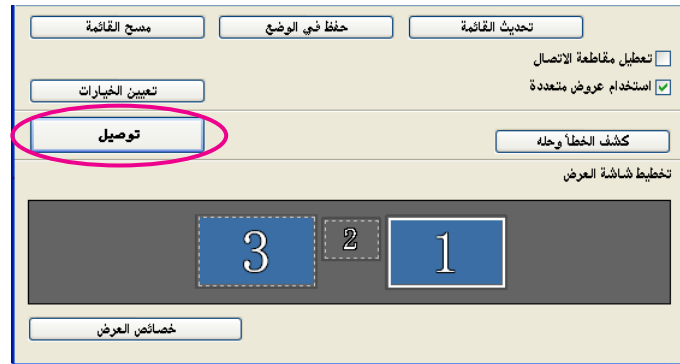 تحديث القائمة حفظ في الوضع مسح القائمة
تعطيل مقاطعة الاتصال
استخدام عروض متعددة تعيين الخيارات
توصيل
كشف الخطأ وحله
تخطيط شاشة العرض
1 2 3
خصائص العرض